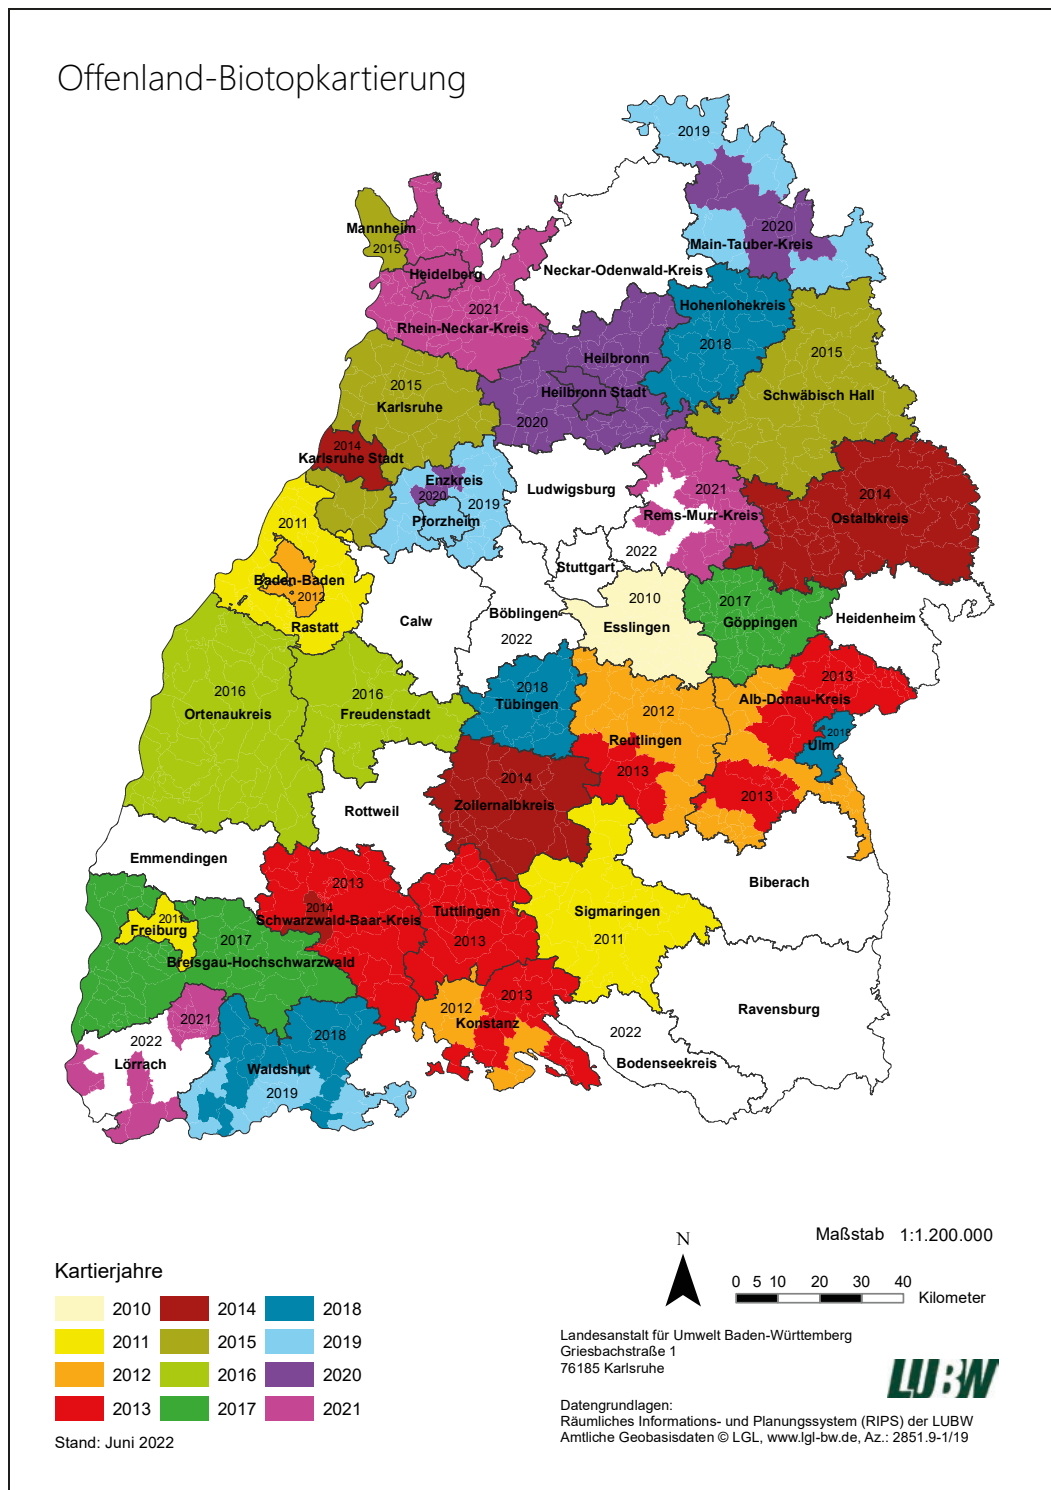 Offenland-Biotopkartierung
2019
Mannheim
2015
2020
Main-Tauber-Kreis
Heidelberg
Neckar-Odenwald-Kreis
2021
Rhein-Neckar-Kreis
Hohenlohekreis
2018
2015
Schwäbisch Hall
Heilbronn
Heilbronn Stadt
2020
2015
Karlsruhe
2014
Karlsruhe Stadt
Enzkreis
2020
2019
Pforzheim
Ludwigsburg
2021
Rems-Murr-Kreis
2022
2014
Ostalbkreis
2011
Baden-Baden
2012
Rastatt
Stuttgart
Calw
Böblingen
2022
2010
Esslingen
2017
Göppingen
Heidenheim
2016
Ortenaukreis
2016
Freudenstadt
2018
Tübingen
2012
Reutlingen
2013
2013
Alb-Donau-Kreis
2018
Ulm
2013
Rottweil
2014
Zollernalbkreis
Emmendingen
Biberach
2013
2014
Schwarzwald-Baar-Kreis
Tuttlingen
2013
Sigmaringen
2011
2011
Freiburg
2017
Breisgau-Hochschwarzwald
Ravensburg
2021
2022
Lörrach
2018
Waldshut
2019
2012
2013
Konstanz
2022
Bodenseekreis
N
Maßstab 1:1.200.000
0 5 10 20 30 40
Kilometer
Kartierjahre
2010 2014 2018
2011 2015 2019
2012 2016 2020
2013 2017 2021
Stand: Juni 2022
Landesanstalt für Umwelt Baden-Württemberg
Griesbachstraße 1
76185 Karlsruhe
LUBW
Datengrundlagen:
Räumliches Informations- und Planungssystem (RIPS) der LUBW
Amtliche Geobasisdaten © LGL, www.lgl-bw.de, Az.: 2851.9-1/19